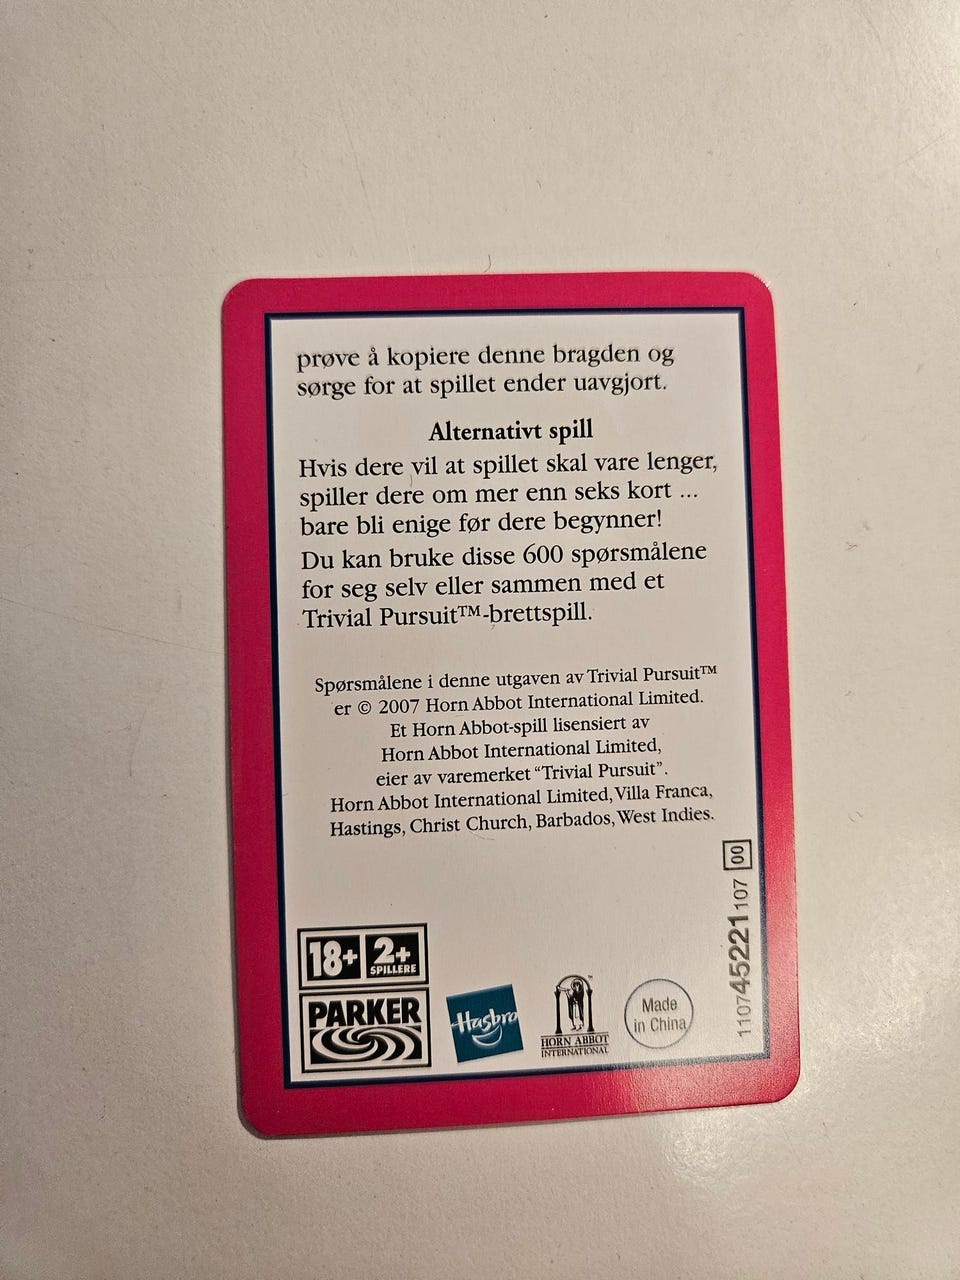 prøve å kopiere denne bragden og
sørge for at spillet ender uavgjort.
Alternativt spill
Hvis dere vil at spillet skal vare lenger,
spiller dere om mer enn seks kort ...
bare bli enige før dere begynner!
Du kan bruke disse 600 spørsmålene
for seg selv eller sammen med et
Trivial Pursuit™-brettspill.
Spørsmålene i denne utgaven av Trivial Pursuit™
er © 2007 Horn Abbot International Limited.
Et Horn Abbot-spill lisensiert av
Horn Abbot International Limited,
eier av varemerket “Trivial Pursuit”.
Horn Abbot International Limited, Villa Franca,
Hastings, Christ Church, Barbados, West Indies.
110745221107 00
18+ 2+
SPILLERE
PARKER
Hasbro
HORN ABBOT
INTERNATIONAL
™
Made
in China